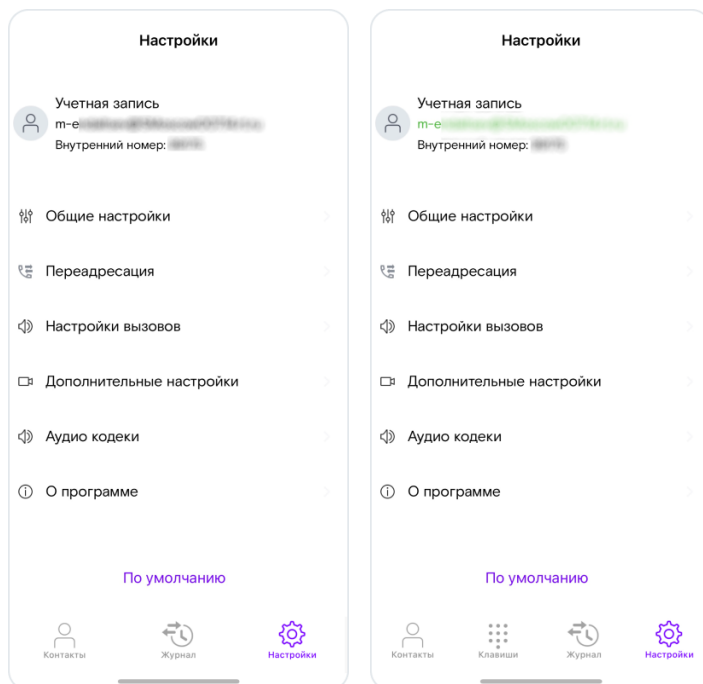 Настройки
Учетная запись
m-e
Внутренний номер:
Общие настройки
Переадресация
Настройки вызовов
Дополнительные настройки
Аудио кодеки
О программе
По умолчанию
Контакты
Журнал
Настройки
Настройки
Учетная запись
m-e
Внутренний номер:
Общие настройки
Переадресация
Настройки вызовов
Дополнительные настройки
Аудио кодеки
О программе
По умолчанию
Контакты
Клавиши
Журнал
Настройки